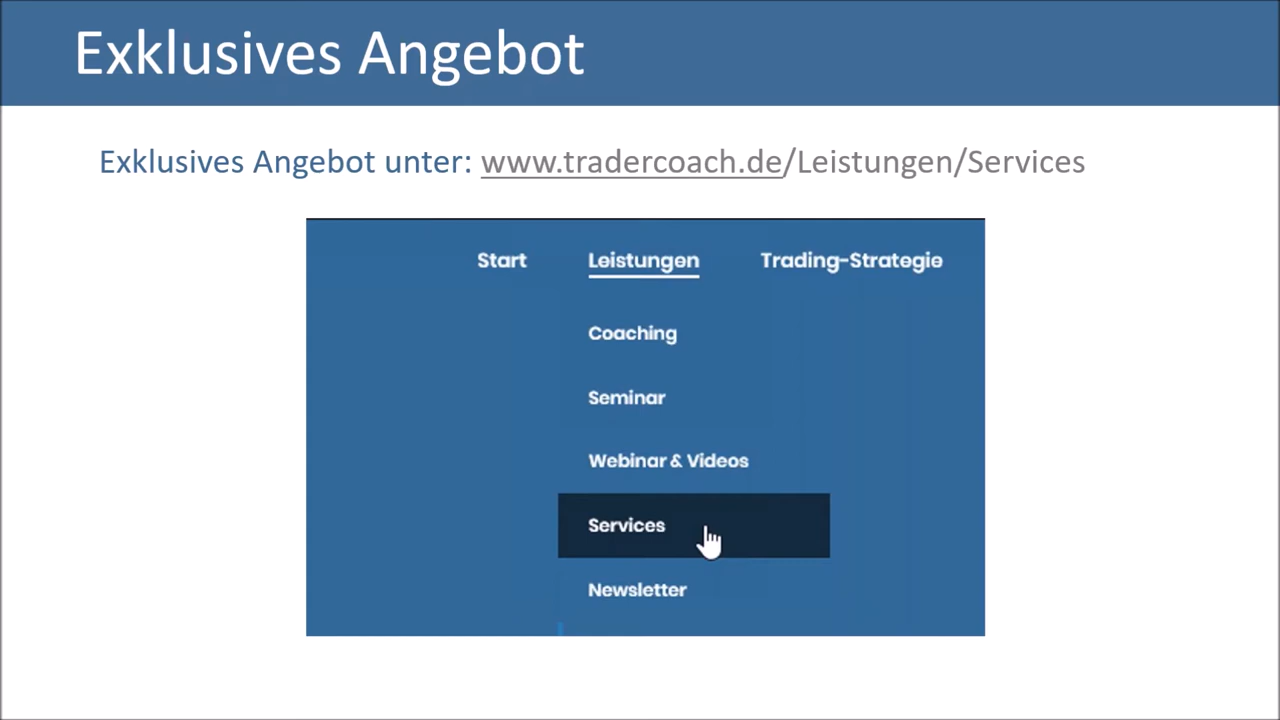 Exklusives Angebot
Exklusives Angebot unter: www.tradercoach.de/Leistungen/Services
Start Leistungen Trading-Strategie
Coaching
Seminar
Webinar & Videos
Services
Newsletter